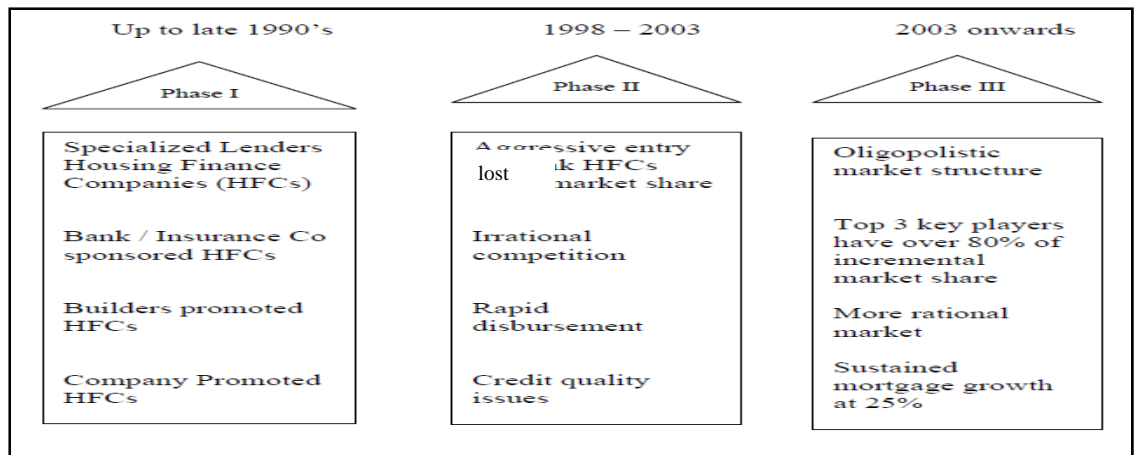 Up to late 1990's
Phase I
Specialized Lenders
Housing Finance
Companies (HFCs)
Bank / Insurance Co
sponsored HFCs
Builders promoted
HFCs
Company Promoted
HFCs
1998 – 2003
Phase II
Aggressive entry
HFCs
lost
market share
Irrational
competition
Rapid
disbursement
Credit quality
issues
2003 onwards
Phase III
Oligopolistic
market structure
Top 3 key players
have over 80% of
incremental
market share
More rational
market
Sustained
mortgage growth
at 25%